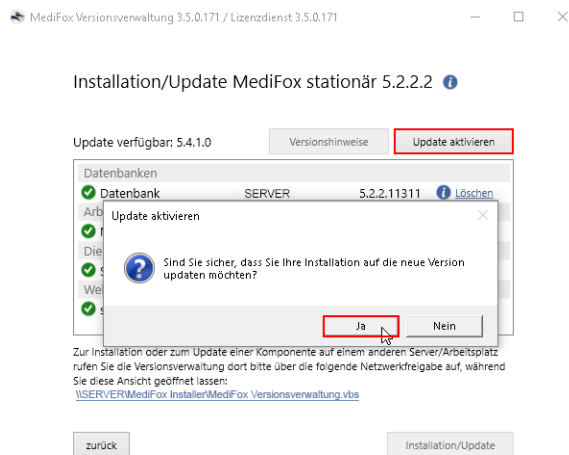 MediFox Versionsverwaltung 3.5.0.171 / Lizenzdienst 3.5.0.171
Installation/Update MediFox stationär 5.2.2.2
Update verfügbar: 5.4.1.0
Versionshinweise
Update aktivieren
Datenbanken
Datenbank SERVER 5.2.2.11311 Löschen
Arb
Update aktivieren
Die
Sind Sie sicher, dass Sie Ihre Installation auf die neue Version
updaten möchten?
Ja
Nein
Zur Installation oder zum Update einer Komponente auf einem anderen Server/Arbeitsplatz
rufen Sie die Versionsverwaltung dort bitte über die folgende Netzwerkfreigabe auf, während
Sie diese Ansicht geöffnet lassen:
\\SERVER\MediFox Installer\MediFox Versionsverwaltung.vbs
zurück
Installation/Update